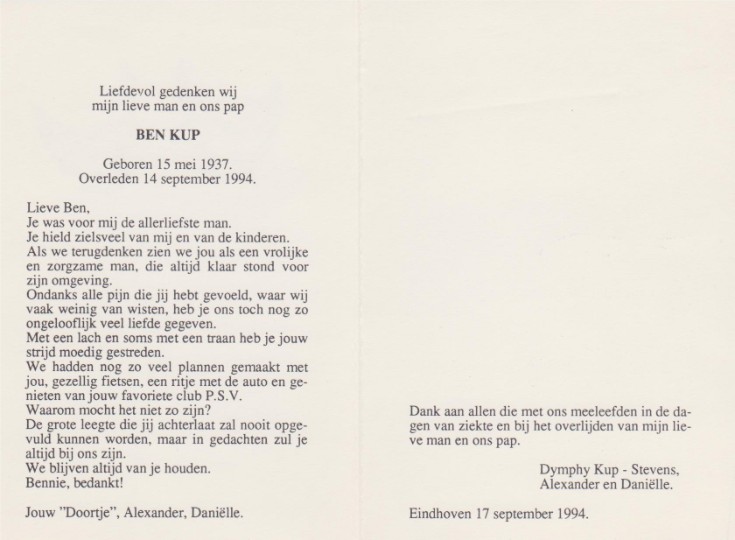 Liefdevol gedenken wij
mijn lieve man en ons pap
BEN KUP
Geboren 15 mei 1937.
Overleden 14 september 1994.
Lieve Ben,
Je was voor mij de allerliefste man.
Je hield zielsveel van mij en van de kinderen.
Als we terugdenken zien we jou als een vrolijke
en zorgzame man, die altijd klaar stond voor
zijn omgeving.
Ondanks alle pijn die jij hebt gevoeld, waar wij
vaak weinig van wisten, heb je ons toch nog zo
ongelooflijk veel liefde gegeven.
Met een lach en soms met een traan heb je jouw
strijd moedig gestreden.
We hadden nog zo veel plannen gemaakt met
jou, gezellig fietsen, een ritje met de auto en ge-
nieten van jouw favoriete club P.S.V.
Waarom mocht het niet zo zijn?
De grote leegte die jij achterlaat zal nooit opge-
vuld kunnen worden, maar in gedachten zul je
altijd bij ons zijn.
We blijven altijd van je houden.
Bennie, bedankt!
Jouw "Doortje", Alexander, Daniëlle.
Dank aan allen die met ons meeleefden in de da-
gen van ziekte en bij het overlijden van mijn lie-
ve man en ons pap.
Dymphy Kup - Stevens,
Alexander en Daniëlle.
Eindhoven 17 september 1994.